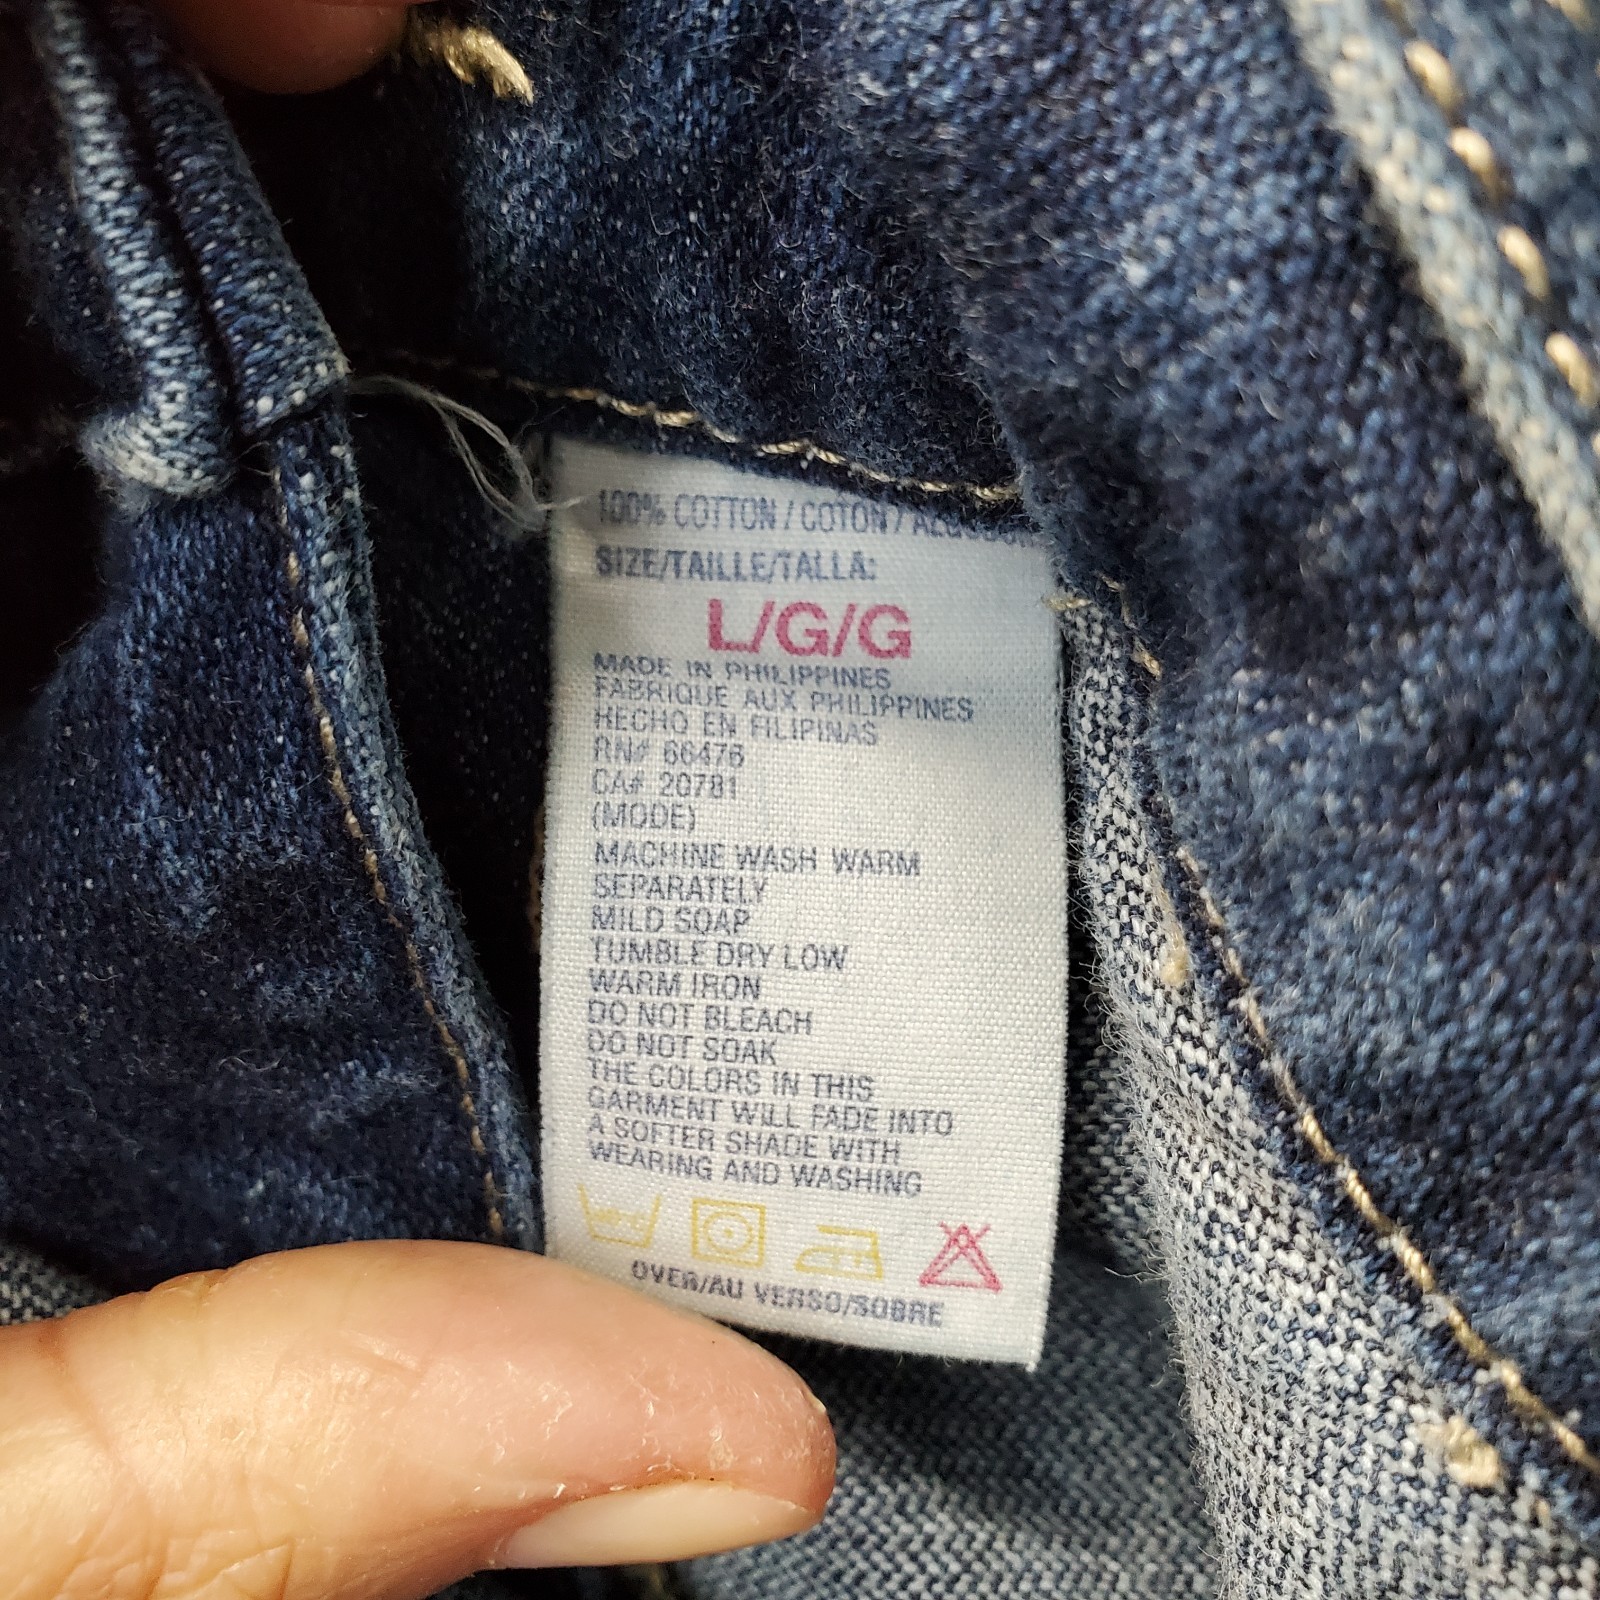 100% COTTON / COTON /
SIZE/TAILLE/TALLA:
L/G/G
MADE IN PHILIPPINES
FABRIQUE AUX PHILIPPINES
HECHO EN FILIPINAS
RN# 66476
CA# 20781
(MODE)
MACHINE WASH WARM
SEPARATELY
MILD SOAP
TUMBLE DRY LOW
WARM IRON
DO NOT BLEACH
DO NOT SOAK
THE COLORS IN THIS
GARMENT WILL FADE INTO
A SOFTER SHADE WITH
WEARING AND WASHING
OVER/AU VERSO/SOBRE